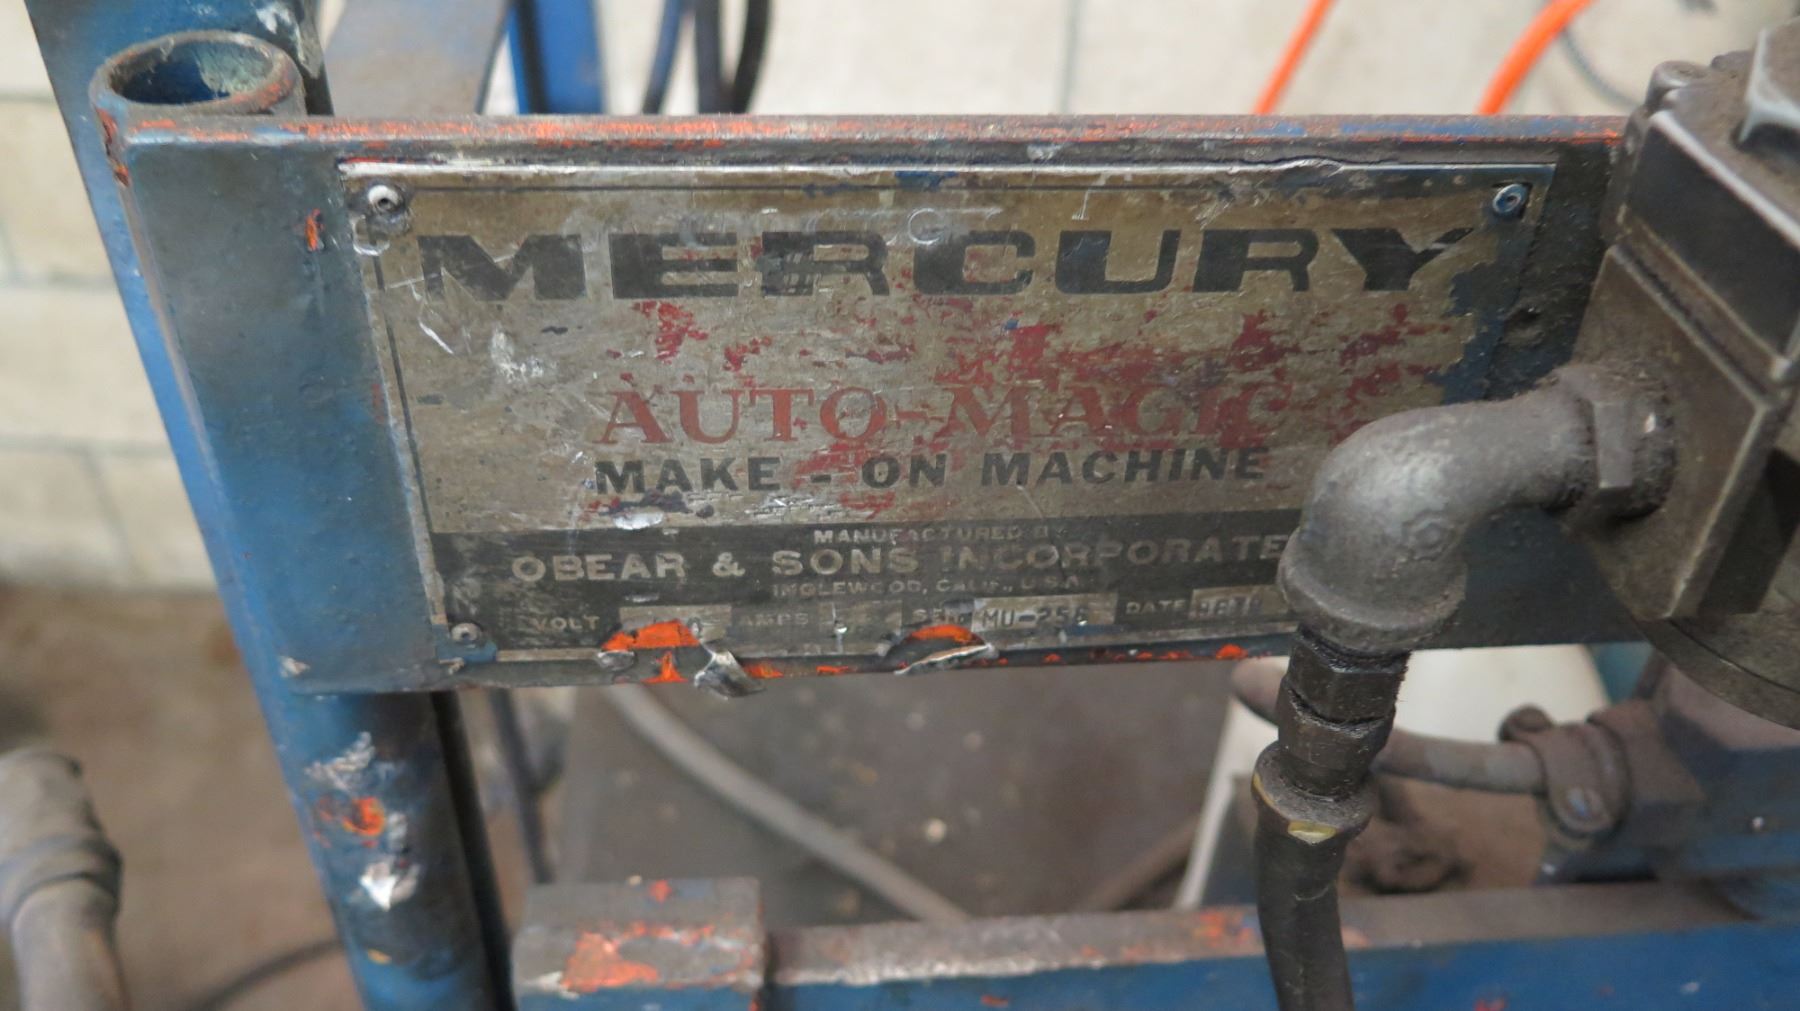 MERCURY
AUTO-MAGIC
MAKE-ON MACHINE
MANUFACTURED BY
OBEAR & SONS INCORPORATE
INGLEWOOD, CALIF., U.S.A.
VOLT AMPS SER. MU-256 DATE